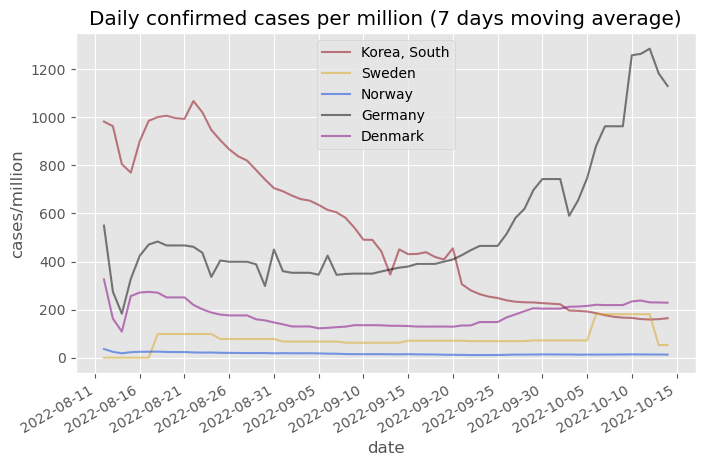 Daily confirmed cases per million (7 days moving average)
Korea, South
Sweden
Norway
Germany
Denmark
cases/million
1200
1000
800
600
400
200
0
2022-08-11
2022-08-16
2022-08-21
2022-08-26
2022-08-31
2022-09-05
2022-09-10
2022-09-15
2022-09-20
2022-09-25
2022-09-30
2022-10-05
2022-10-10
2022-10-15
date